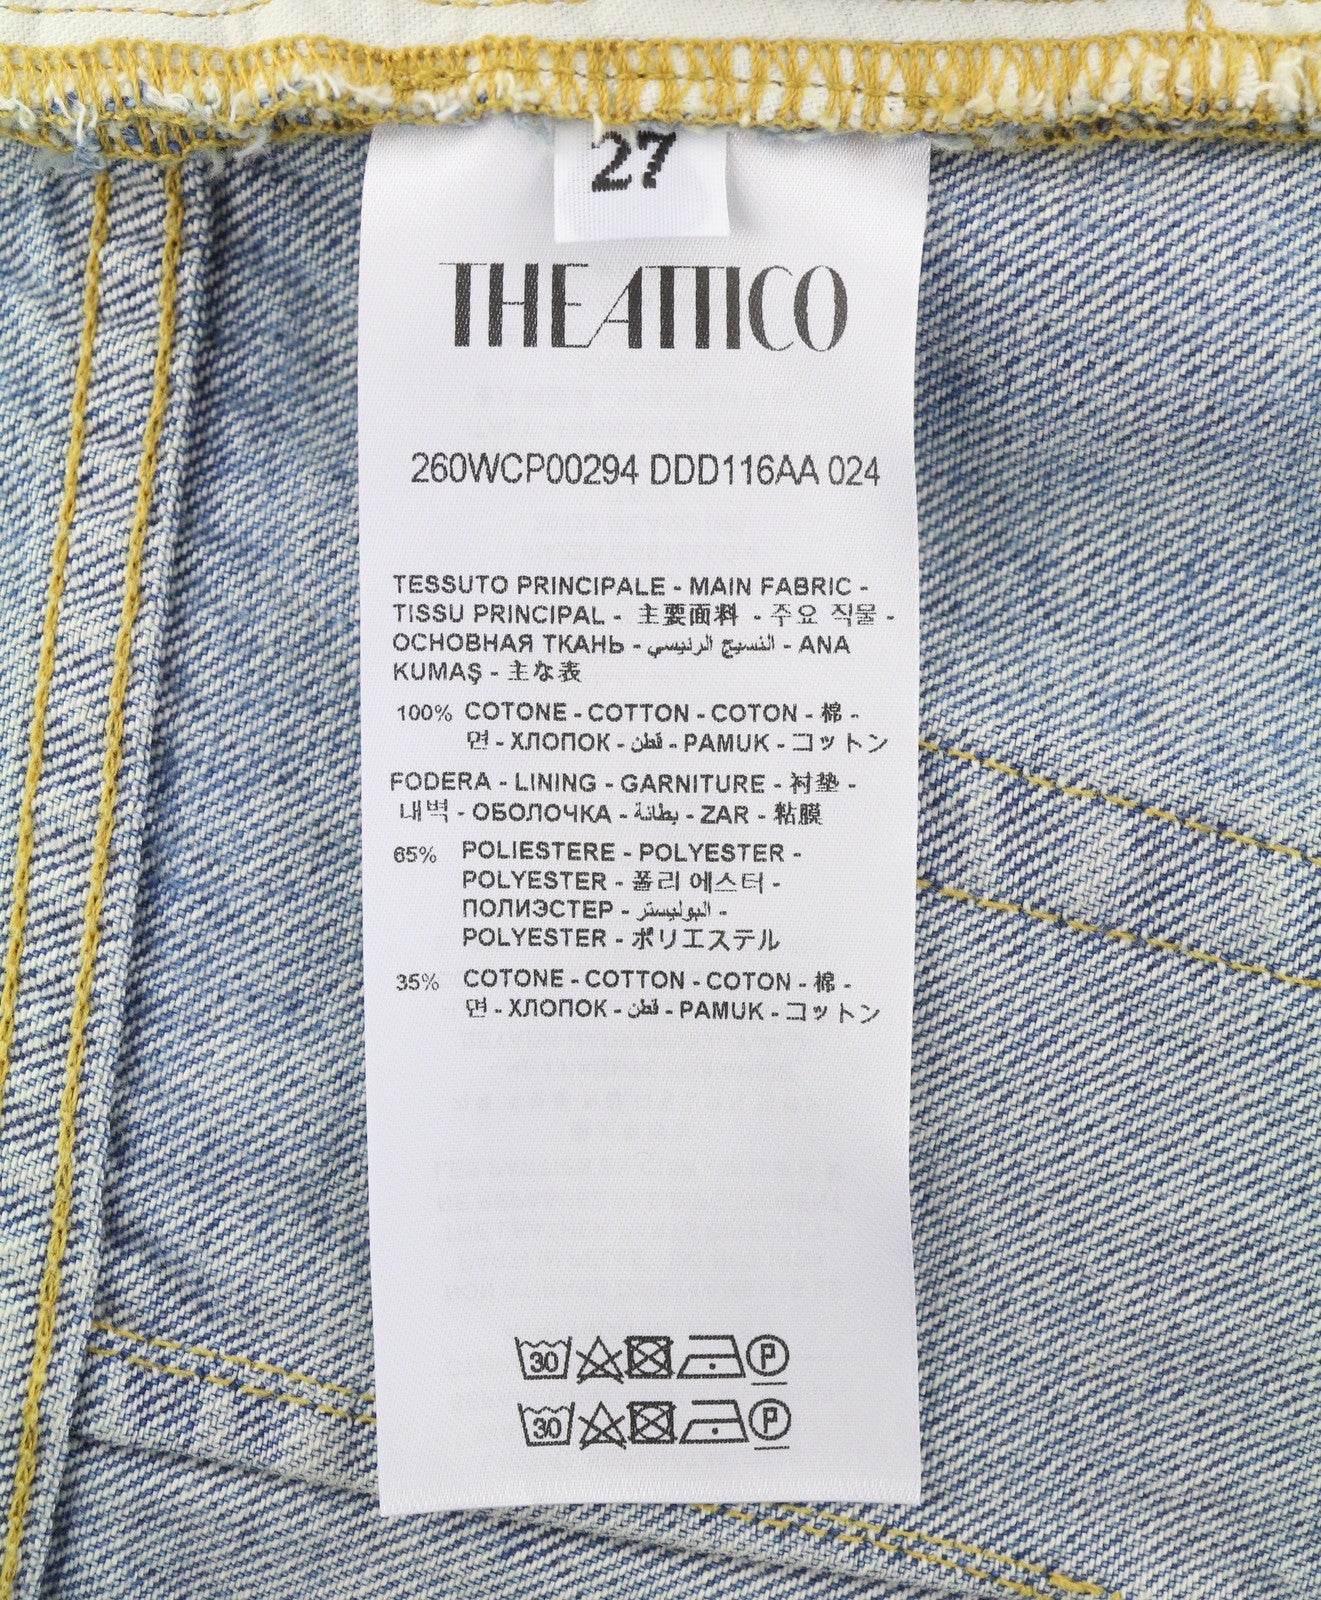 27
THE ATTICO
260WCP00294 DDD116AA 024
TESSUTO PRINCIPALE - MAIN FABRIC -
TISSU PRINCIPAL - 主要面料 - 주요 직물 -
ОСНОВНАЯ ТКАНЬ - النسيج الرئيسي - ANA
KUMAŞ - 主な表
100% COTONE - COTTON - COTON - 棉 -
면 - ХЛОПОК - قطن - PAMUK - コットン
FODERA - LINING - GARNITURE - 衬垫 -
내벽 - ОБОЛОЧКА - بطانة - ZAR - 粘膜
65% POLIESTERE - POLYESTER -
POLYESTER - 폴리 에스터 -
ПОЛИЭСТЕР - البوليستر -
POLYESTER - ポリエステル
35% COTONE - COTTON - COTON - 棉 -
면 - ХЛОПОК - قطن - PAMUK - コットン
30 P
30 P